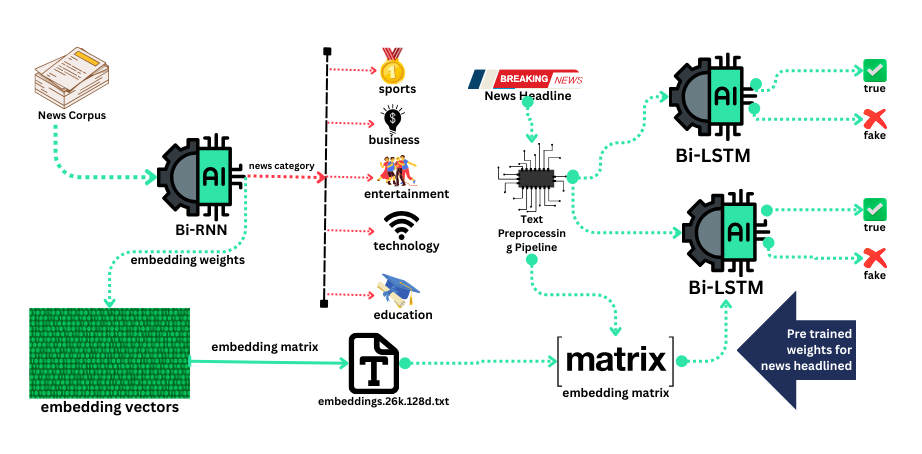 News Corpus
AI
Bi-RNN
news category
embedding weights
embedding vectors
embedding matrix
1
sports
$
business
entertainment
technology
education
T
embeddings.26k.128d.txt
BREAKING NEWS
News Headline
Text
Preprocessin
g Pipeline
matrix
embedding matrix
AI
Bi-LSTM
true
fake
AI
Bi-LSTM
true
fake
Pre trained
weights for
news headlined